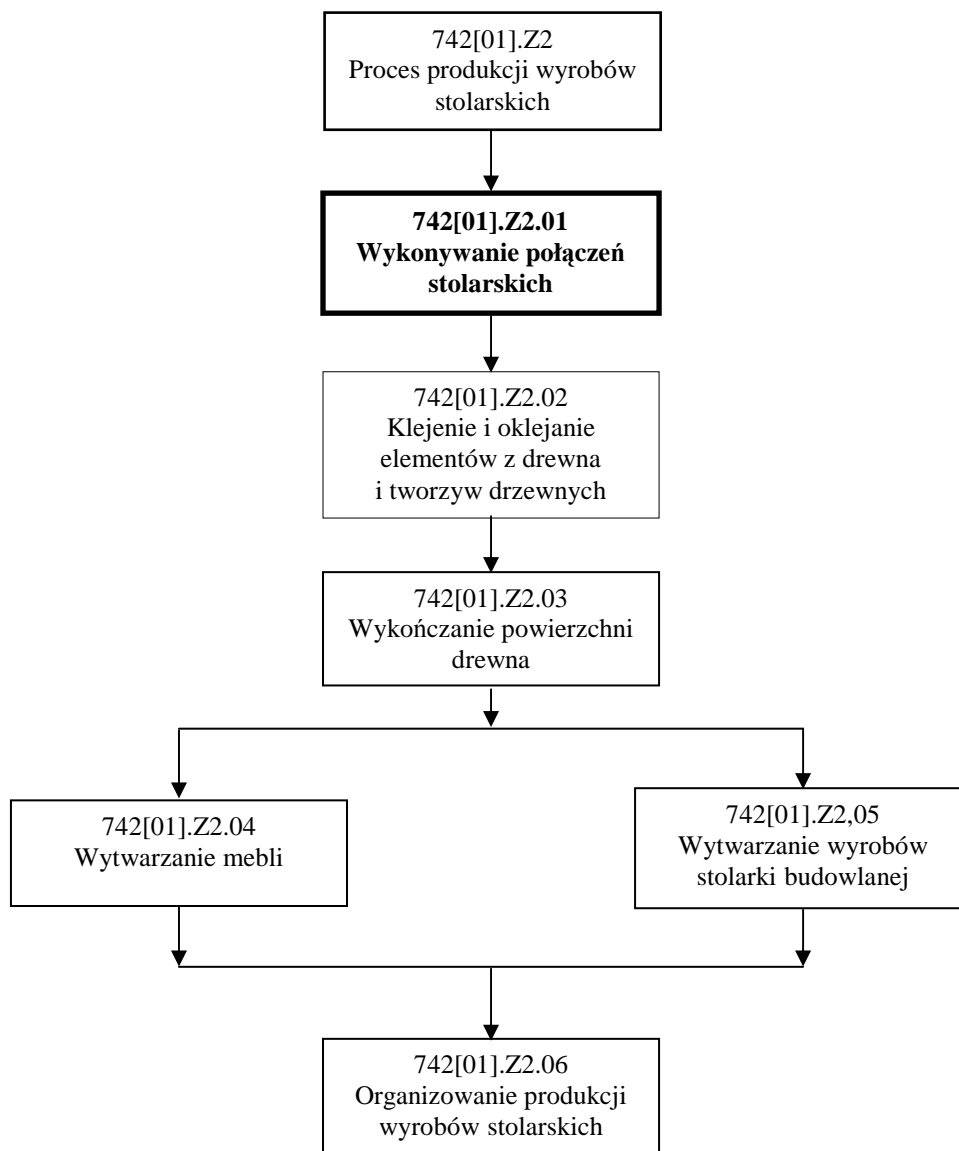 742[01].Z2
Proces produkcji wyrobów
stolarskich
742[01].Z2.01
Wykonywanie połączeń
stolarskich
742[01].Z2.02
Klejenie i oklejanie
elementów z drewna
i tworzyw drzewnych
742[01].Z2.03
Wykończanie powierzchni
drewna
742[01].Z2.04
Wytwarzanie mebli
742[01].Z2,05
Wytwarzanie wyrobów
stolarki budowlanej
742[01].Z2.06
Organizowanie produkcji
wyrobów stolarskich